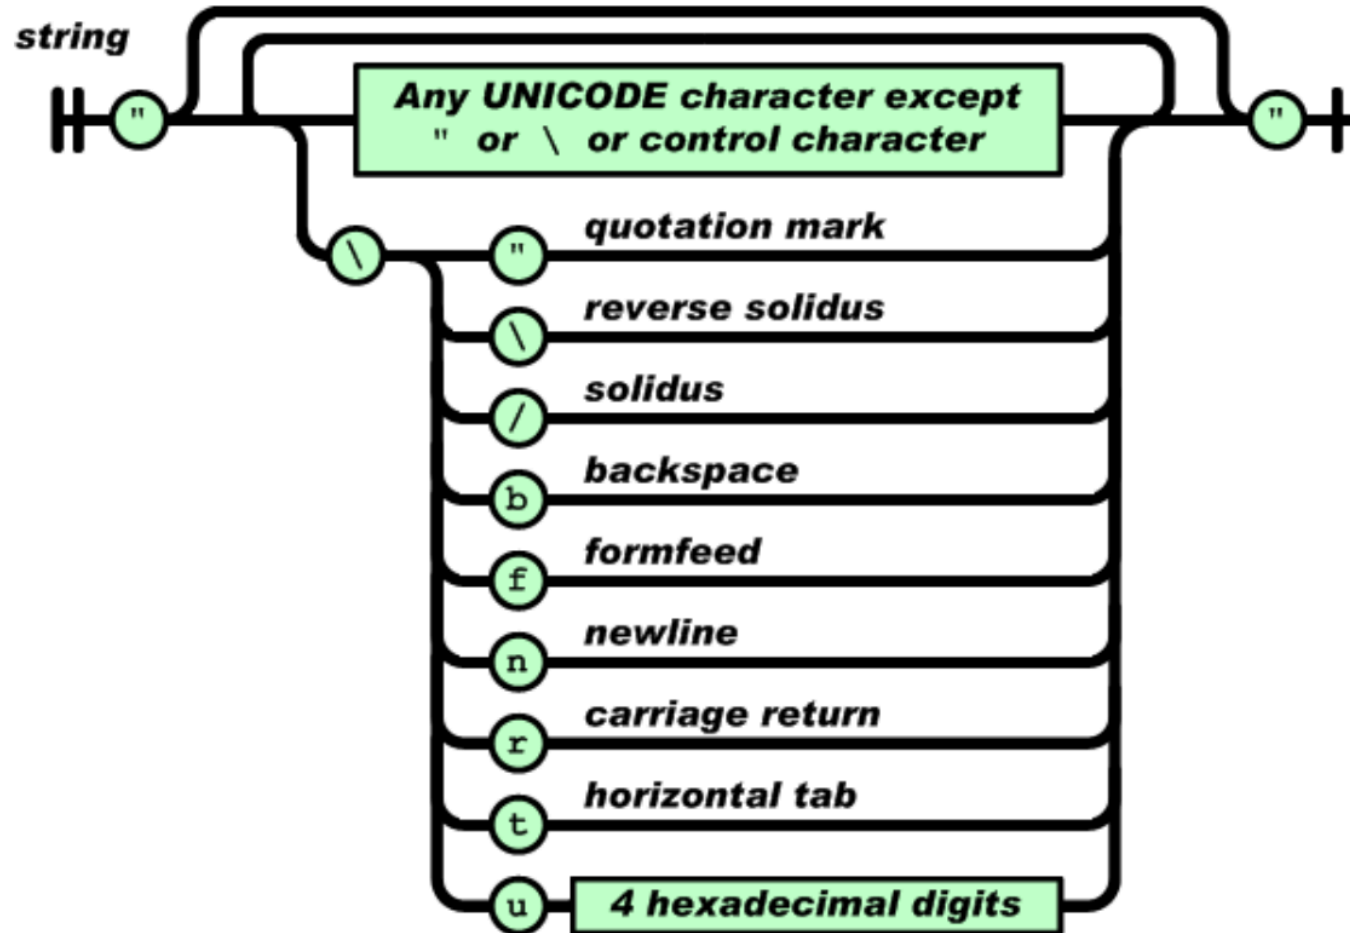 string
"
Any UNICODE character except
" or \ or control character
"
\
" quotation mark
\ reverse solidus
/ solidus
b backspace
f formfeed
n newline
r carriage return
t horizontal tab
u 4 hexadecimal digits